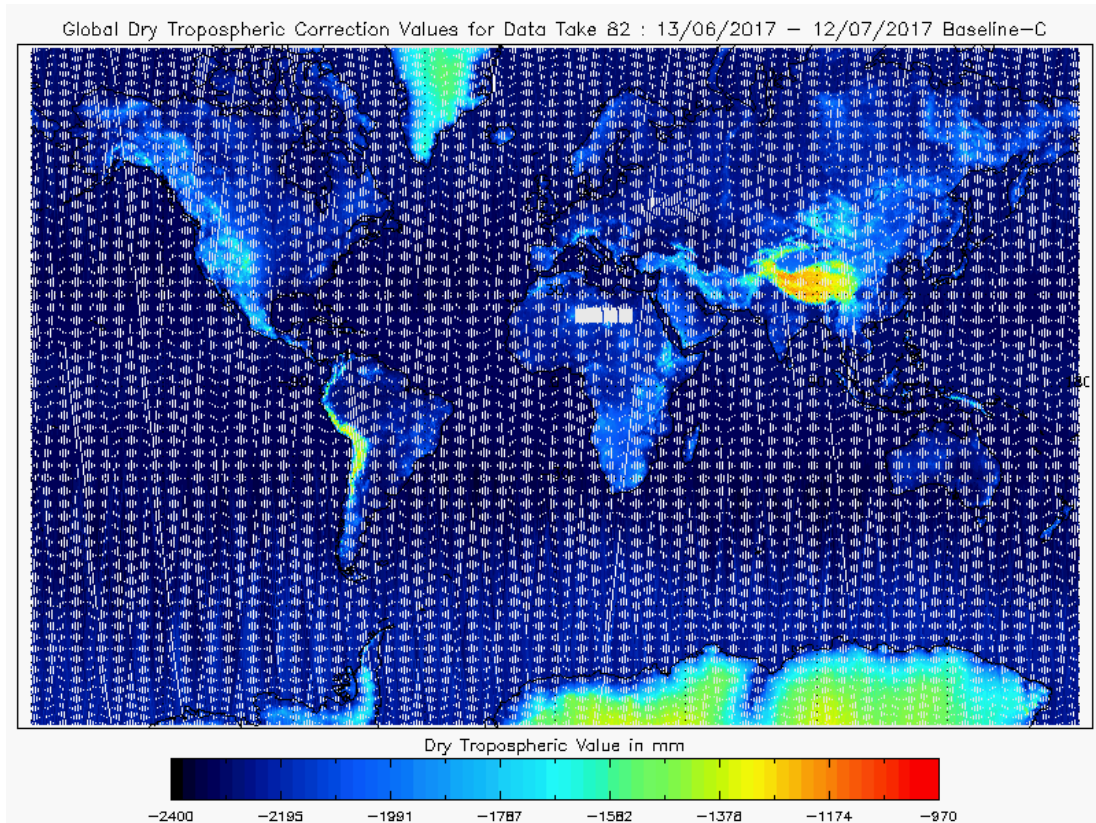 Global Dry Tropospheric Correction Values for Data Take 82 : 13/06/2017 – 12/07/2017 Baseline–C
Dry Tropospheric Value in mm
−2400 −2195 −1991 −1787 −1582 −1378 −1174 −970